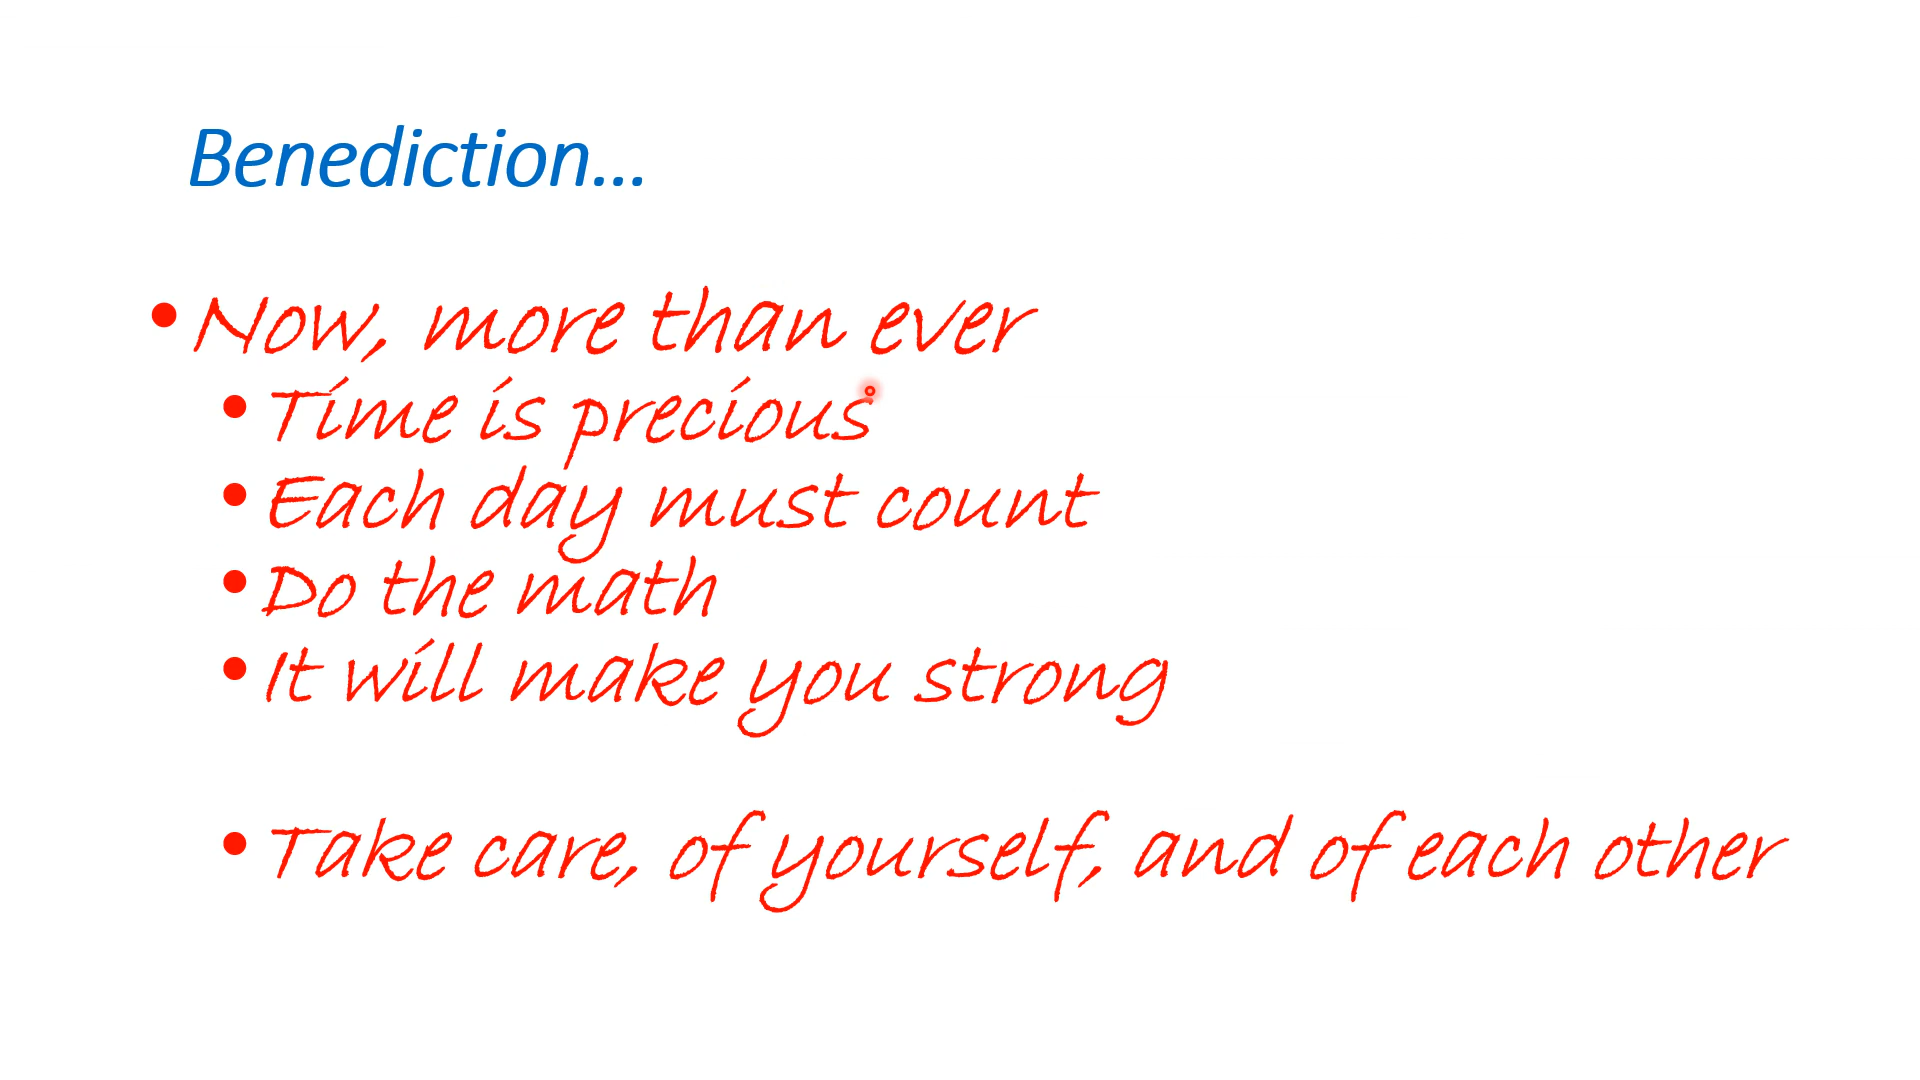 Benediction...
• Now, more than ever
• Time is precious
• Each day must count
• Do the math
• It will make you strong
• Take care, of yourself, and of each other